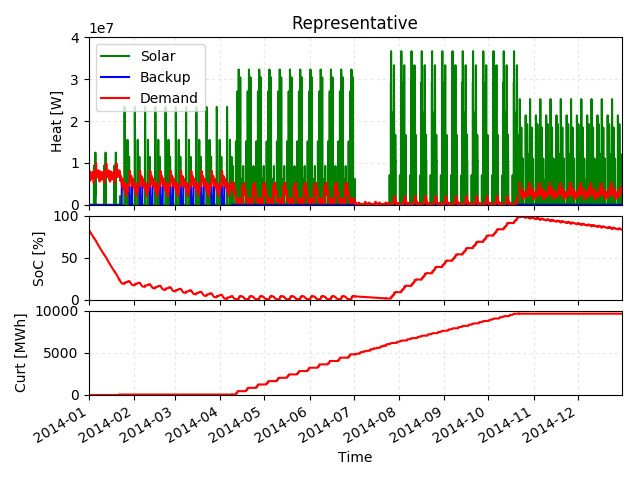 Representative
1e7
4
3
2
1
0
Heat [W]
Solar
Backup
Demand
100
50
0
SoC [%]
10000
5000
0
Curt [MWh]
2014-01
2014-02
2014-03
2014-04
2014-05
2014-06
2014-07
2014-08
2014-09
2014-10
2014-11
2014-12
Time